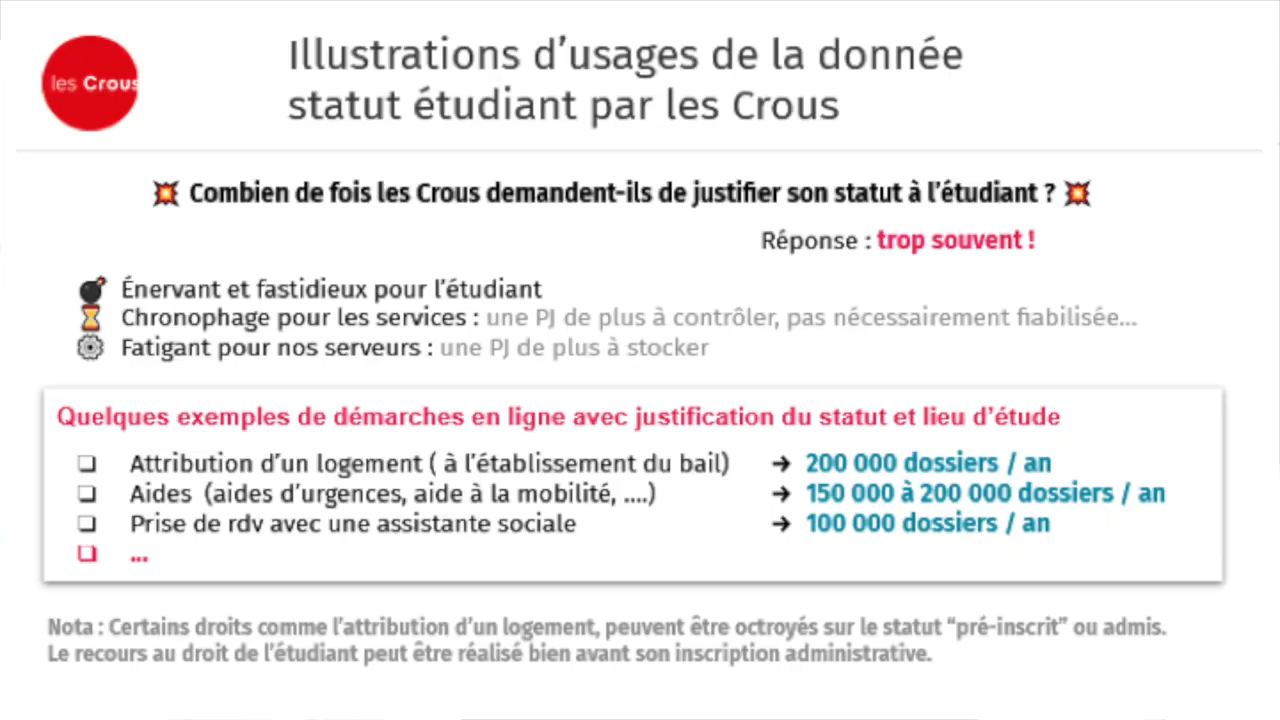 les Crous
Illustrations d’usages de la donnée
statut étudiant par les Crous
💥 Combien de fois les Crous demandent-ils de justifier son statut à l’étudiant ? 💥
Réponse : trop souvent !
💣 Énervant et fastidieux pour l’étudiant
⏳ Chronophage pour les services : une PJ de plus à contrôler, pas nécessairement fiabilisée...
⚙️ Fatigant pour nos serveurs : une PJ de plus à stocker
Quelques exemples de démarches en ligne avec justification du statut et lieu d’étude
❏ Attribution d’un logement ( à l’établissement du bail) → 200 000 dossiers / an
❏ Aides (aides d’urgences, aide à la mobilité, ....) → 150 000 à 200 000 dossiers / an
❏ Prise de rdv avec une assistante sociale → 100 000 dossiers / an
❏ ...
Nota : Certains droits comme l’attribution d’un logement, peuvent être octroyés sur le statut “pré-inscrit” ou admis.
Le recours au droit de l’étudiant peut être réalisé bien avant son inscription administrative.